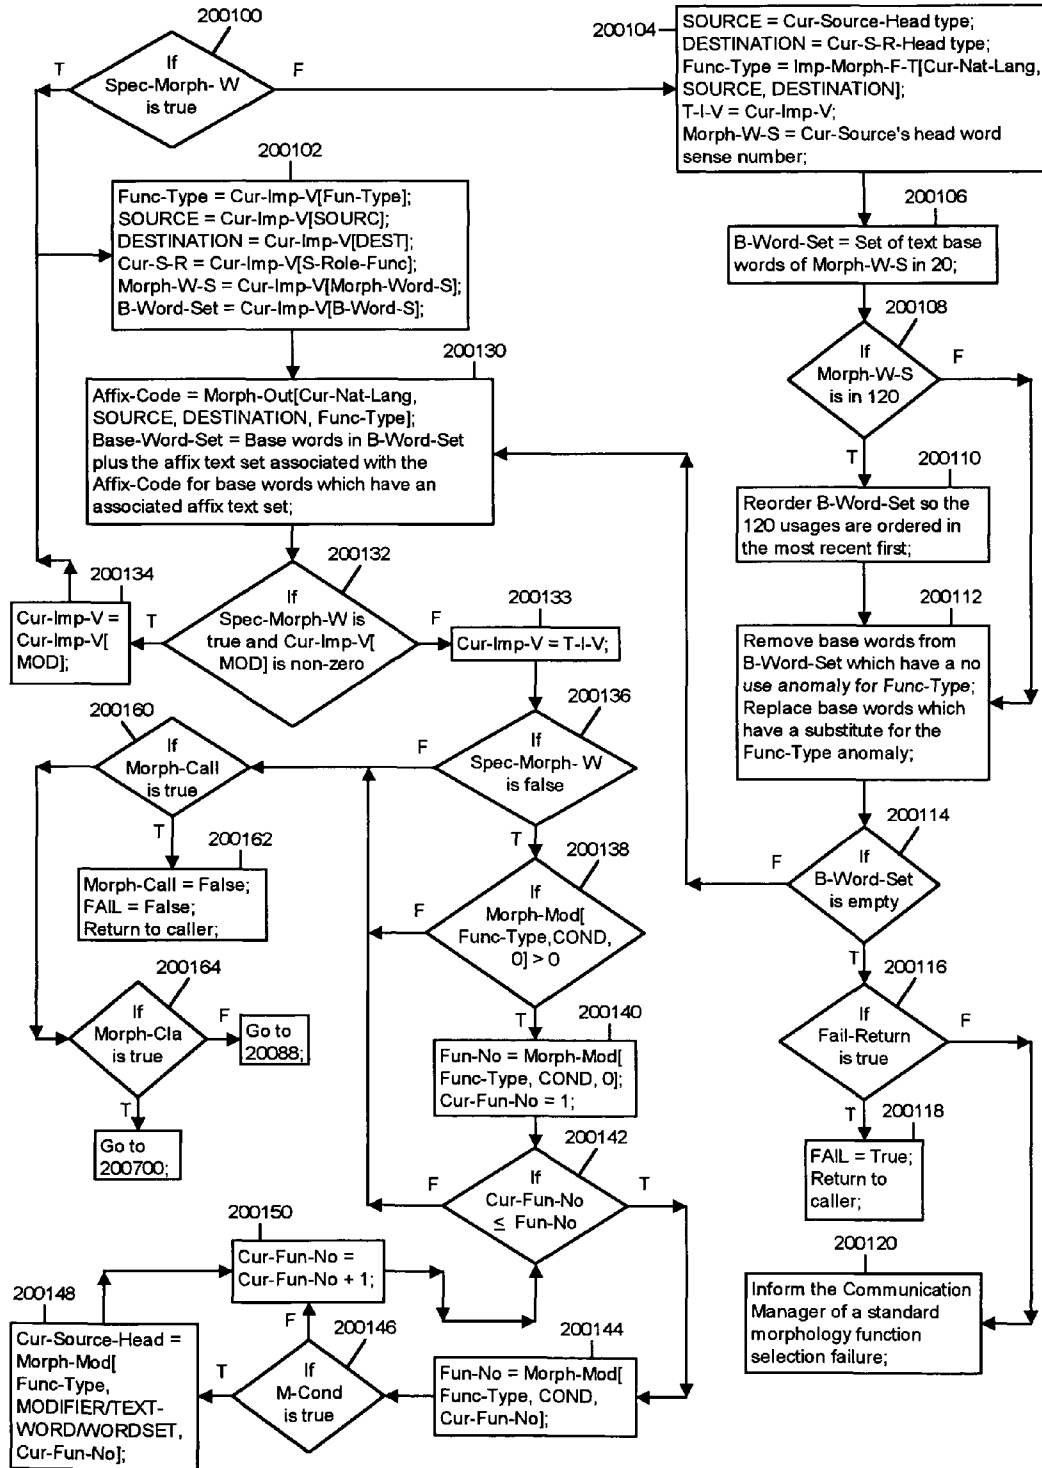 200100
If
Spec-Morph- W
is true
T
F
200104
SOURCE = Cur-Source-Head type;
DESTINATION = Cur-S-R-Head type;
Func-Type = Imp-Morph-F-T[Cur-Nat-Lang,
SOURCE, DESTINATION];
T-I-V = Cur-Imp-V;
Morph-W-S = Cur-Source's head word
sense number;
200102
Func-Type = Cur-Imp-V[Fun-Type];
SOURCE = Cur-Imp-V[SOURC];
DESTINATION = Cur-Imp-V[DEST];
Cur-S-R = Cur-Imp-V[S-Role-Func];
Morph-W-S = Cur-Imp-V[Morph-Word-S];
B-Word-Set = Cur-Imp-V[B-Word-S];
200106
B-Word-Set = Set of text base
words of Morph-W-S in 20;
200108
If
Morph-W-S
is in 120
F
T
200130
Affix-Code = Morph-Out[Cur-Nat-Lang,
SOURCE, DESTINATION, Func-Type];
Base-Word-Set = Base words in B-Word-Set
plus the affix text set associated with the
Affix-Code for base words which have an
associated affix text set;
200110
Reorder B-Word-Set so the
120 usages are ordered in
the most recent first;
200132
If
Spec-Morph-W is
true and Cur-Imp-V[
MOD] is non-zero
T
F
200134
Cur-Imp-V =
Cur-Imp-V[
MOD];
200133
Cur-Imp-V = T-I-V;
200112
Remove base words from
B-Word-Set which have a no
use anomaly for Func-Type;
Replace base words which
have a substitute for the
Func-Type anomaly;
200136
If
Spec-Morph- W
is false
F
T
200160
If
Morph-Call
is true
F
T
200162
Morph-Call = False;
FAIL = False;
Return to caller;
200114
If
B-Word-Set
is empty
F
T
200138
If
Morph-Mod[
Func-Type,COND,
0] > 0
F
T
200164
If
Morph-Cla
is true
F
T
Go to
20088;
Go to
200700;
200116
If
Fail-Return
is true
F
T
200118
FAIL = True;
Return to
caller;
200140
Fun-No = Morph-Mod[
Func-Type, COND, 0];
Cur-Fun-No = 1;
200142
If
Cur-Fun-No
≤ Fun-No
F
T
200120
Inform the Communication
Manager of a standard
morphology function
selection failure;
200150
Cur-Fun-No =
Cur-Fun-No + 1;
200148
Cur-Source-Head =
Morph-Mod[
Func-Type,
MODIFIER/TEXT-
WORD/WORDSET,
Cur-Fun-No];
200146
If
M-Cond
is true
F
T
200144
Fun-No = Morph-Mod[
Func-Type, COND,
Cur-Fun-No];